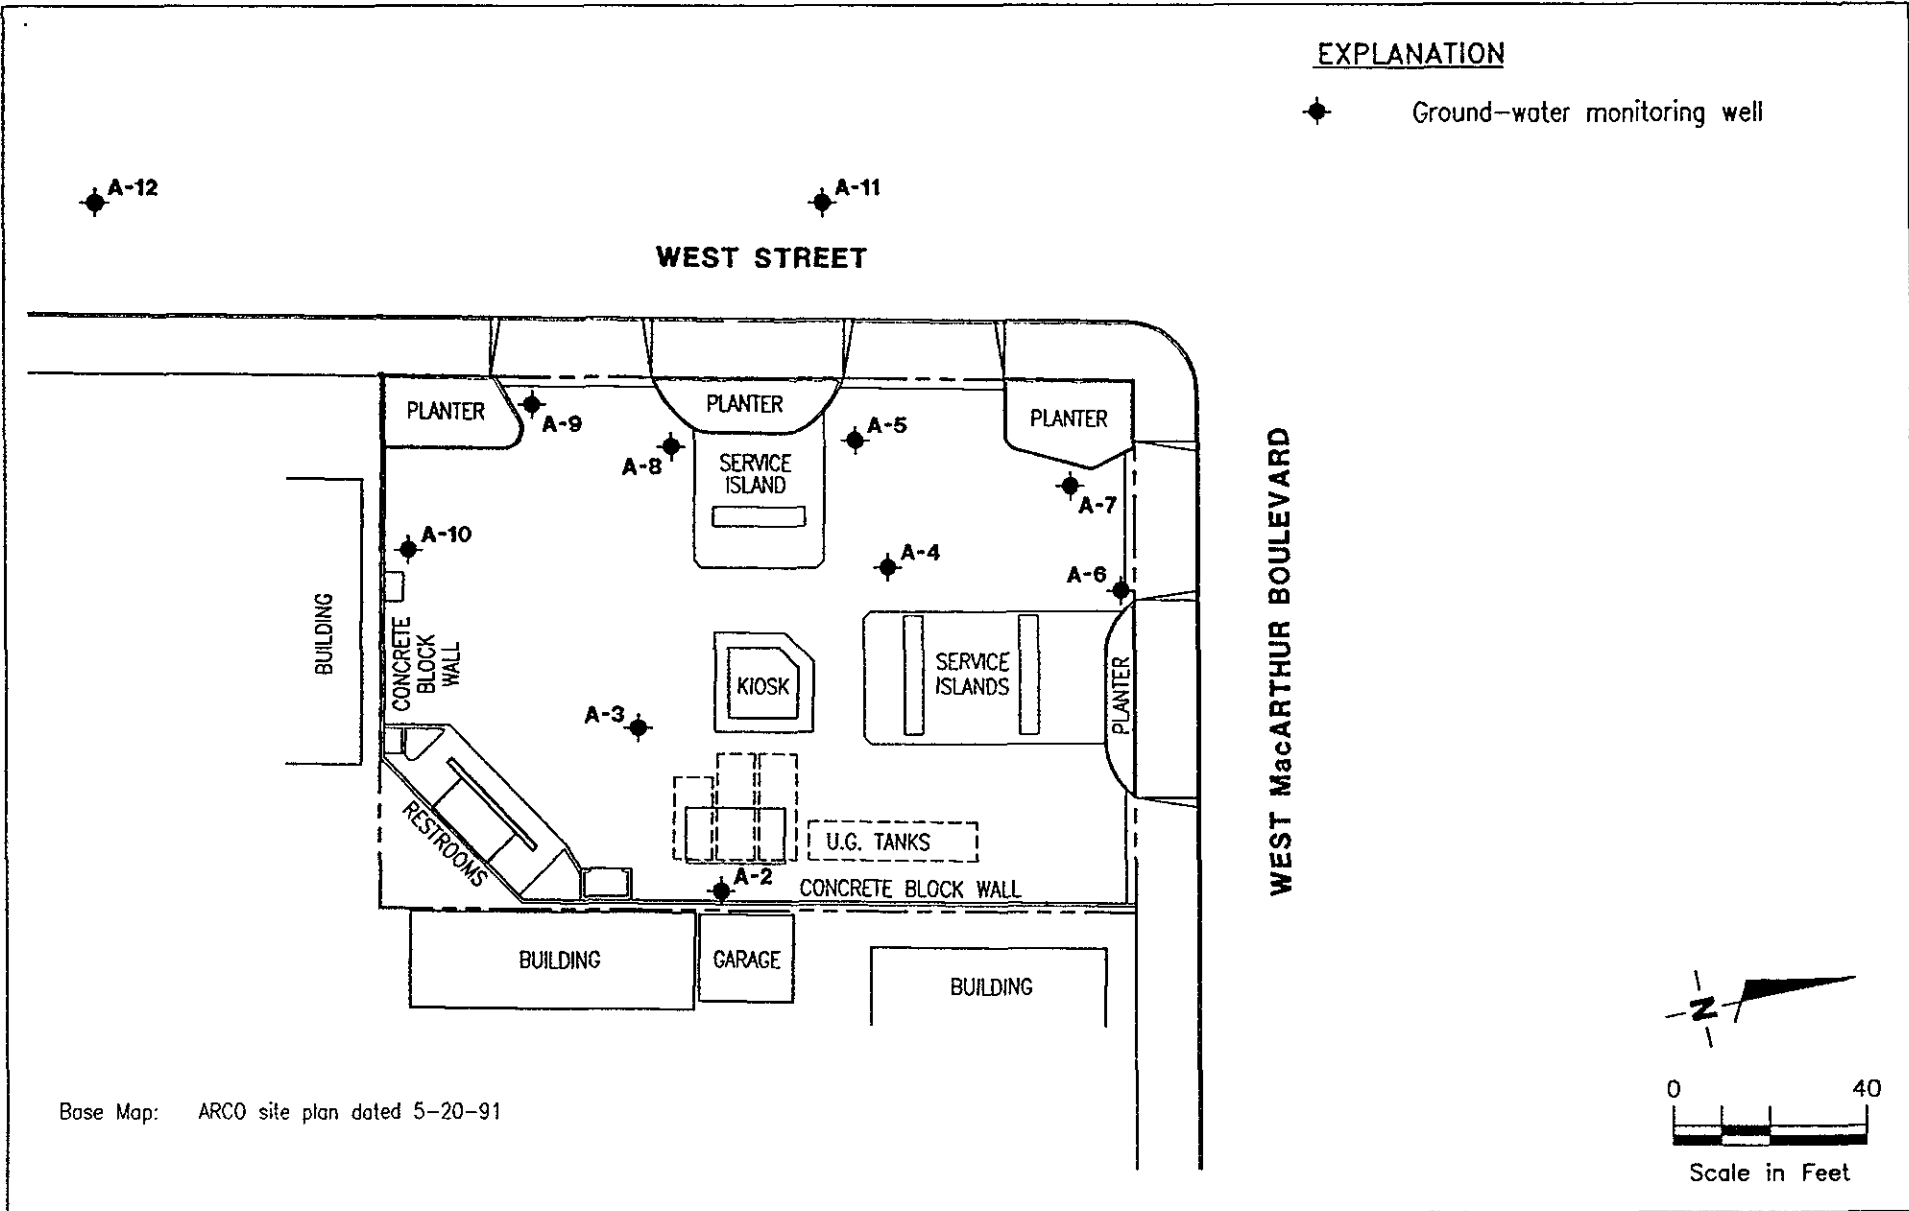 EXPLANATION
Ground-water monitoring well
A-12
A-11
WEST STREET
PLANTER
A-9
PLANTER
A-5
PLANTER
A-8
SERVICE
ISLAND
A-7
A-10
A-4
A-6
WEST MacARTHUR BOULEVARD
BUILDING
CONCRETE
BLOCK
WALL
KIOSK
SERVICE
ISLANDS
PLANTER
A-3
RESTROOMS
U.G. TANKS
A-2
CONCRETE BLOCK WALL
BUILDING
GARAGE
BUILDING
N
Base Map: ARCO site plan dated 5-20-91
0 40
Scale in Feet